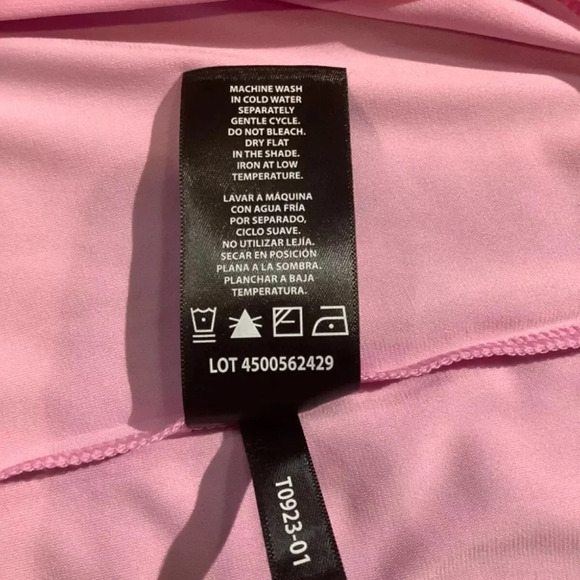 MACHINE WASH
IN COLD WATER
SEPARATELY
GENTLE CYCLE.
DO NOT BLEACH.
DRY FLAT
IN THE SHADE.
IRON AT LOW
TEMPERATURE.
LAVAR A MÁQUINA
CON AGUA FRÍA
POR SEPARADO,
CICLO SUAVE.
NO UTILIZAR LEJÍA.
SECAR EN POSICIÓN
PLANA A LA SOMBRA.
PLANCHAR A BAJA
TEMPERATURA.
LOT 4500562429
T0923-01